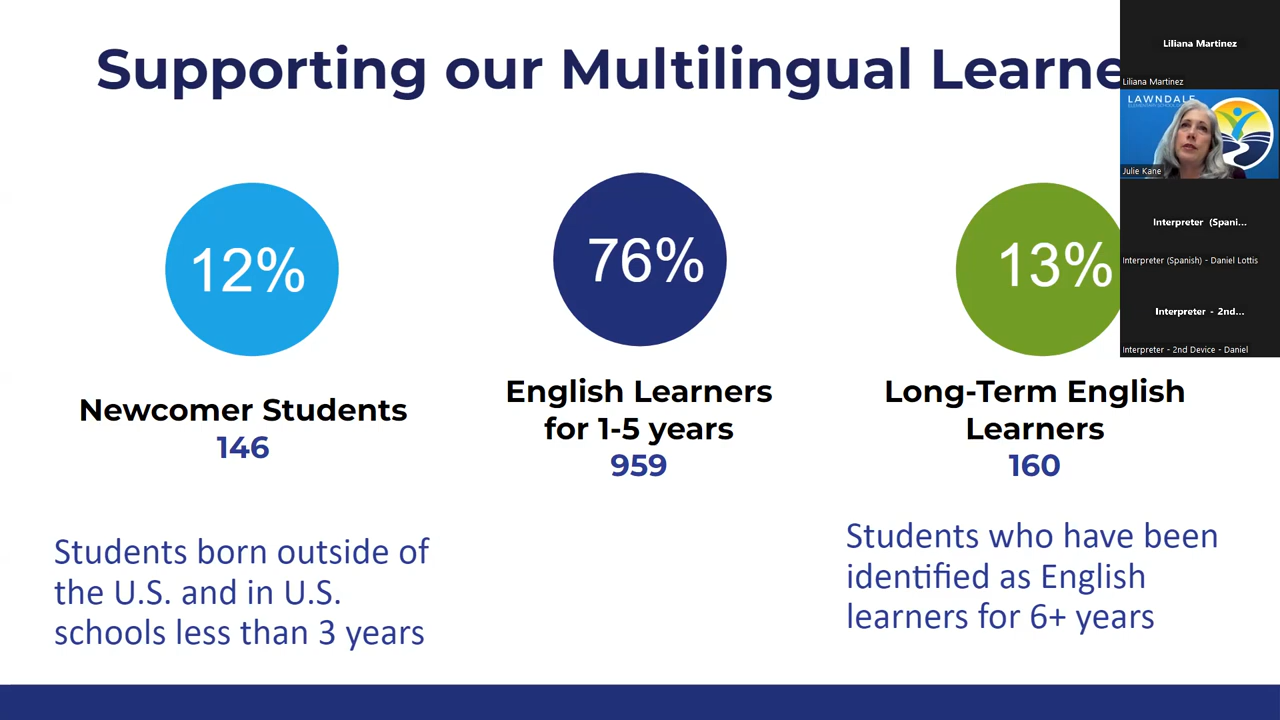 Supporting our Multilingual Learne
12%
Newcomer Students
146
Students born outside of
the U.S. and in U.S.
schools less than 3 years
76%
English Learners
for 1-5 years
959
13%
Long-Term English
Learners
160
Students who have been
identified as English
learners for 6+ years
Liliana Martinez
Liliana Martinez
LAWNDALE
Julie Kane
Interpreter (Spani...
Interpreter (Spanish) - Daniel Lottis
Interpreter - 2nd...
Interpreter - 2nd Device - Daniel